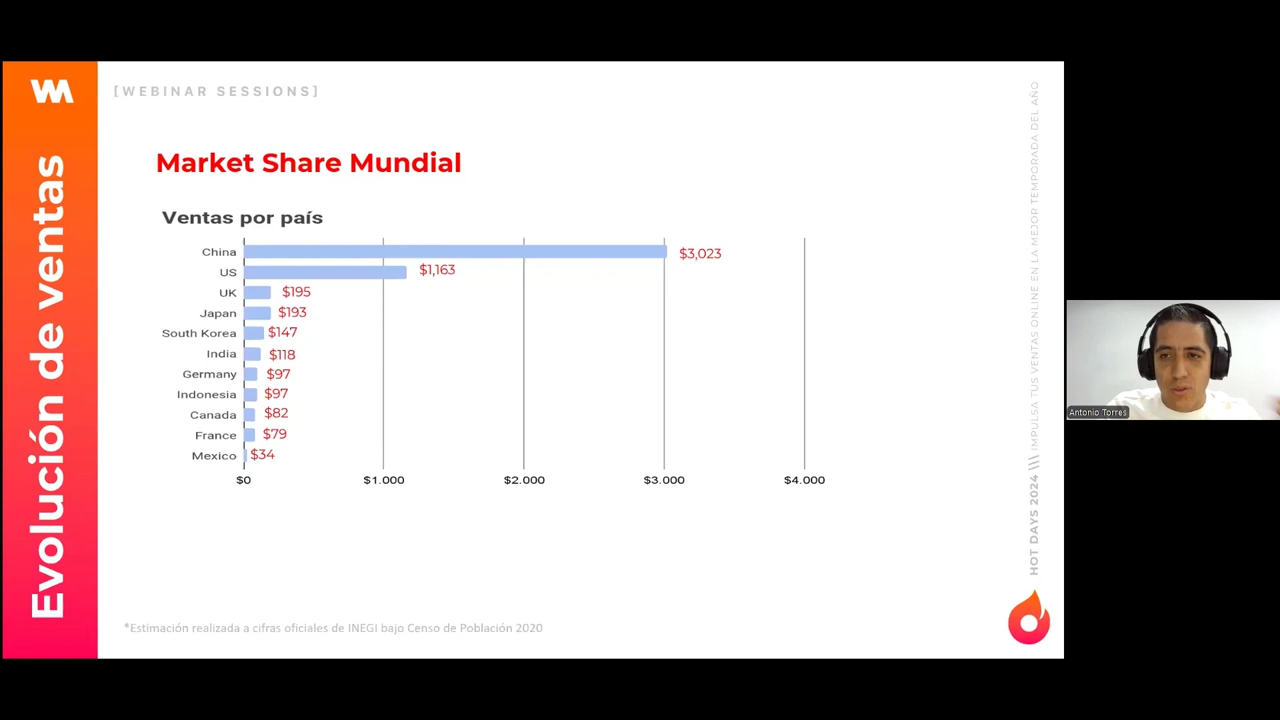 [WEBINAR SESSIONS]
Evolución de ventas
Market Share Mundial
Ventas por país
China $3,023
US $1,163
UK $195
Japan $193
South Korea $147
India $118
Germany $97
Indonesia $97
Canada $82
France $79
Mexico $34
$0 $1.000 $2.000 $3.000 $4.000
*Estimación realizada a cifras oficiales de INEGI bajo Censo de Población 2020
HOT DAYS 2024 \\\ IMPULSA TUS VENTAS ONLINE EN LA MEJOR TEMPORADA DEL AÑO
Antonio Torres